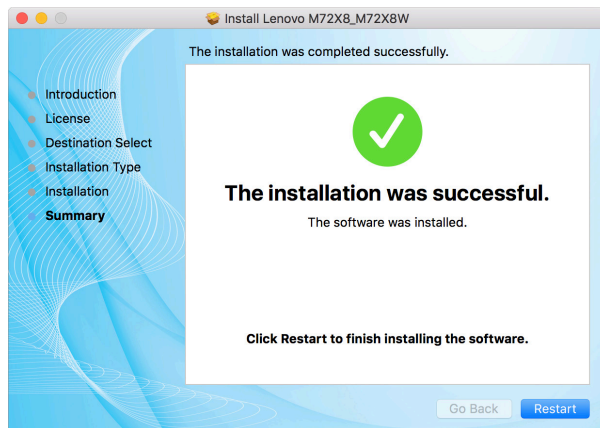 Install Lenovo M72X8_M72X8W
The installation was completed successfully.
Introduction
License
Destination Select
Installation Type
Installation
Summary
The installation was successful.
The software was installed.
Click Restart to finish installing the software.
Go Back
Restart